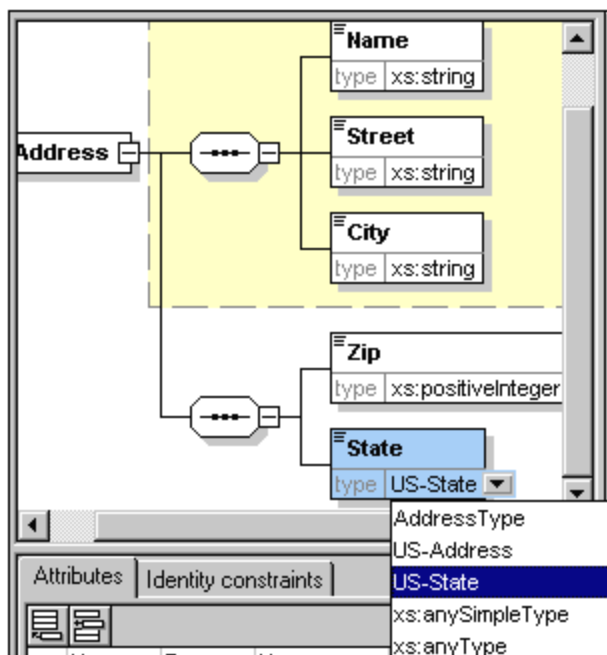 Name
type xs:string
Address
Street
type xs:string
City
type xs:string
Zip
type xs:positiveInteger
State
type US-State
AddressType
US-Address
US-State
xs:anySimpleType
xs:anyType
Attributes Identity constraints